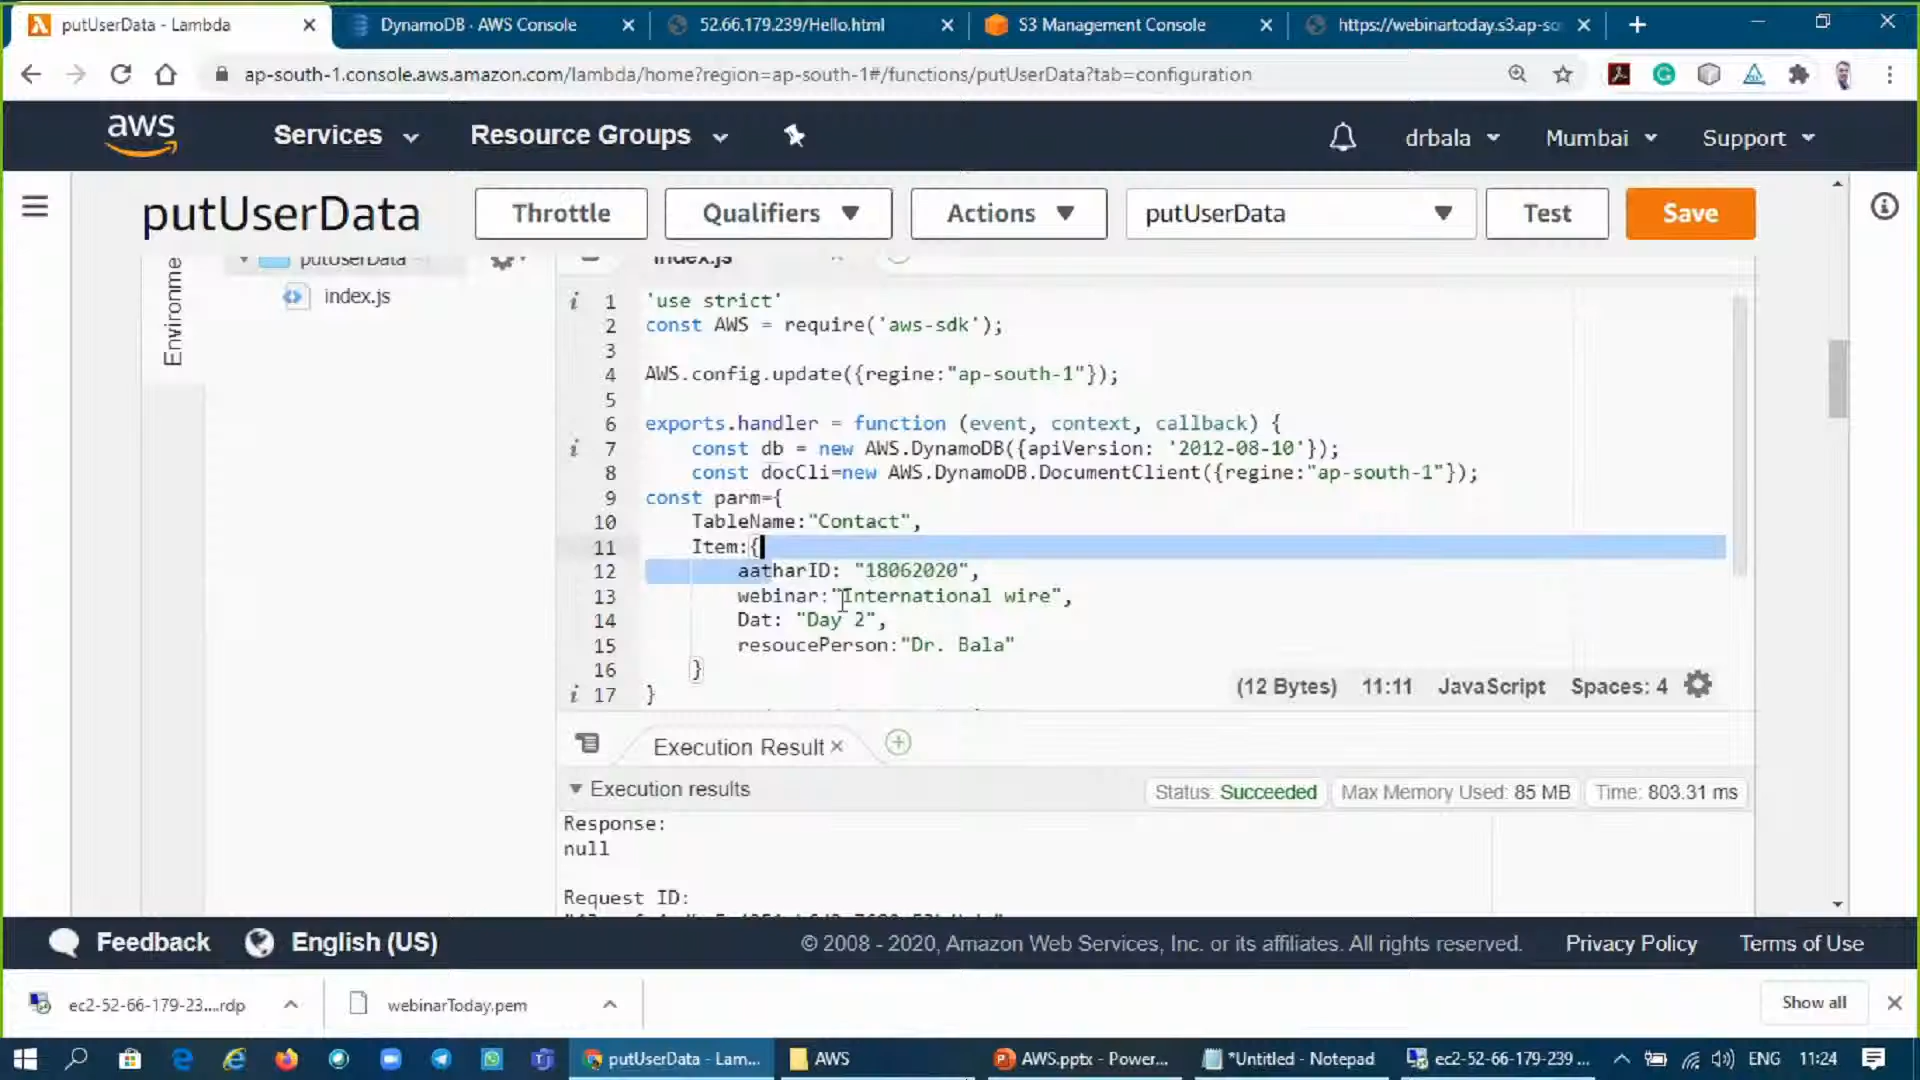 putUserData - Lambda
DynamoDB · AWS Console
52.66.179.239/Hello.html
S3 Management Console
https://webinartoday.s3.ap-so
ap-south-1.console.aws.amazon.com/lambda/home?region=ap-south-1#/functions/putUserData?tab=configuration
aws
Services
Resource Groups
drbala
Mumbai
Support
putUserData
Throttle
Qualifiers
Actions
putUserData
Test
Save
Environme
putUserData
index.js
index.js
1 'use strict'
2 const AWS = require('aws-sdk');
3
4 AWS.config.update({regine:"ap-south-1"});
5
6 exports.handler = function (event, context, callback) {
7 const db = new AWS.DynamoDB({apiVersion: '2012-08-10'});
8 const docCli=new AWS.DynamoDB.DocumentClient({regine:"ap-south-1"});
9 const parm={
10 TableName:"Contact",
11 Item:{
12 aatharID: "18062020",
13 webinar:"International wire",
14 Dat: "Day 2",
15 resoucePerson:"Dr. Bala"
16 }
17 }
(12 Bytes) 11:11 JavaScript Spaces: 4
Execution Result
Execution results
Status: Succeeded
Max Memory Used: 85 MB
Time: 803.31 ms
Response:
null
Request ID:
Feedback
English (US)
© 2008 - 2020, Amazon Web Services, Inc. or its affiliates. All rights reserved.
Privacy Policy
Terms of Use
ec2-52-66-179-23....rdp
webinarToday.pem
Show all
putUserData - Lam...
AWS
AWS.pptx - Power...
*Untitled - Notepad
ec2-52-66-179-239 ...
ENG
11:24